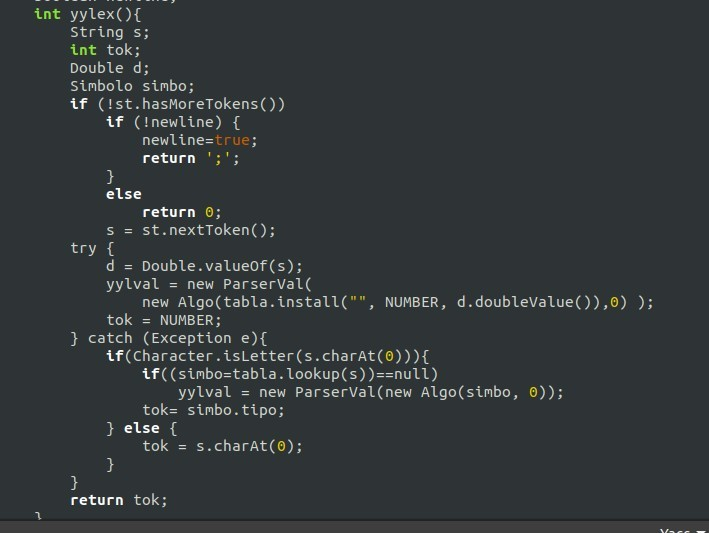 int yylex(){
String s;
int tok;
Double d;
Simbolo simbo;
if (!st.hasMoreTokens())
if (!newline) {
newline=true;
return ';';
}
else
return 0;
s = st.nextToken();
try {
d = Double.valueOf(s);
yylval = new ParserVal(
new Algo(tabla.install("", NUMBER, d.doubleValue()),0) );
tok = NUMBER;
} catch (Exception e){
if(Character.isLetter(s.charAt(0))){
if((simbo=tabla.lookup(s))==null)
yylval = new ParserVal(new Algo(simbo, 0));
tok= simbo.tipo;
} else {
tok = s.charAt(0);
}
}
return tok;
}